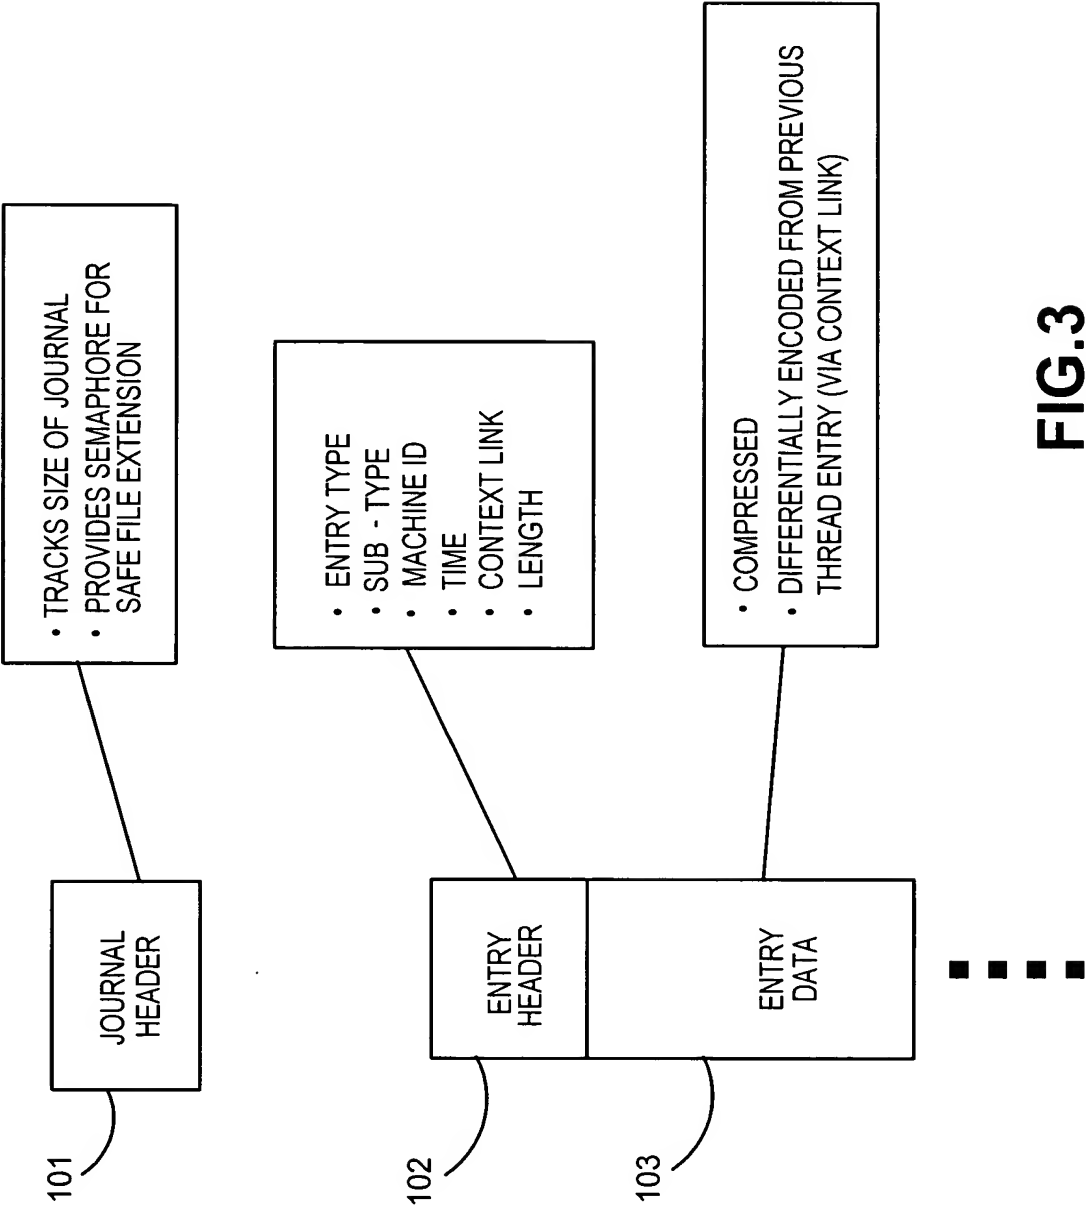 101
JOURNAL
HEADER
• TRACKS SIZE OF JOURNAL
• PROVIDES SEMAPHORE FOR
SAFE FILE EXTENSION
102
ENTRY
HEADER
• ENTRY TYPE
• SUB - TYPE
• MACHINE ID
• TIME
• CONTEXT LINK
• LENGTH
103
ENTRY
DATA
• COMPRESSED
• DIFFERENTIALLY ENCODED FROM PREVIOUS
THREAD ENTRY (VIA CONTEXT LINK)
FIG.3